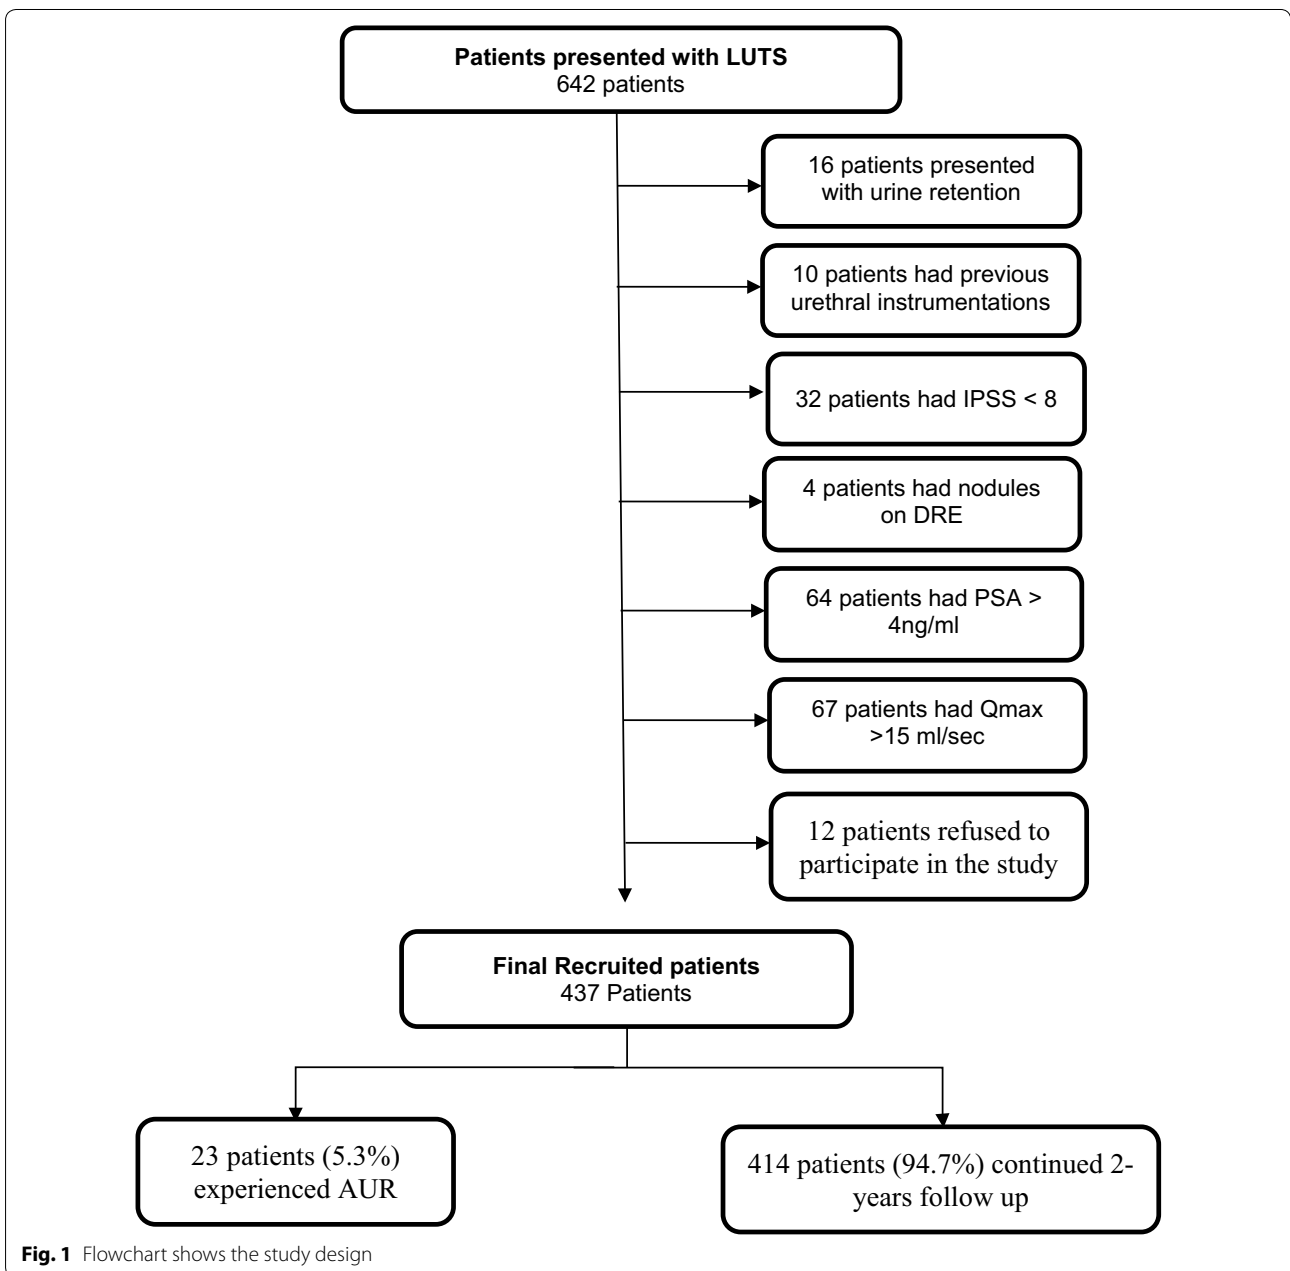 Patients presented with LUTS
642 patients
16 patients presented
with urine retention
10 patients had previous
urethral instrumentations
32 patients had IPSS < 8
4 patients had nodules
on DRE
64 patients had PSA >
4ng/ml
67 patients had Qmax
>15 ml/sec
12 patients refused to
participate in the study
Final Recruited patients
437 Patients
23 patients (5.3%)
experienced AUR
414 patients (94.7%) continued 2-
years follow up
Fig. 1 Flowchart shows the study design